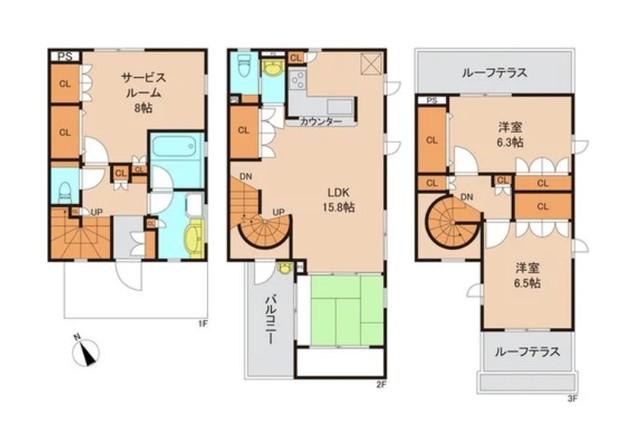 PS
CL
サービス
ルーム
8帖
CL
CL
CL
UP
1F
N
CL
CL
カウンター
DN
LDK
15.8帖
UP
バルコニー
2F
ルーフテラス
PS
CL
洋室
6.3帖
CL
CL
CL
DN
CL
洋室
6.5帖
ルーフテラス
3F